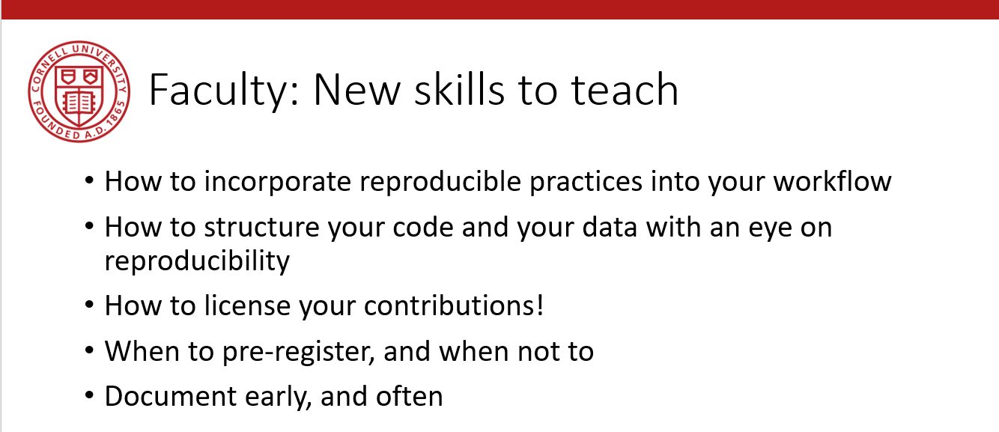 CORNELL UNIVERSITY
FOUNDED A.D. 1865
Faculty: New skills to teach
• How to incorporate reproducible practices into your workflow
• How to structure your code and your data with an eye on
reproducibility
• How to license your contributions!
• When to pre-register, and when not to
• Document early, and often